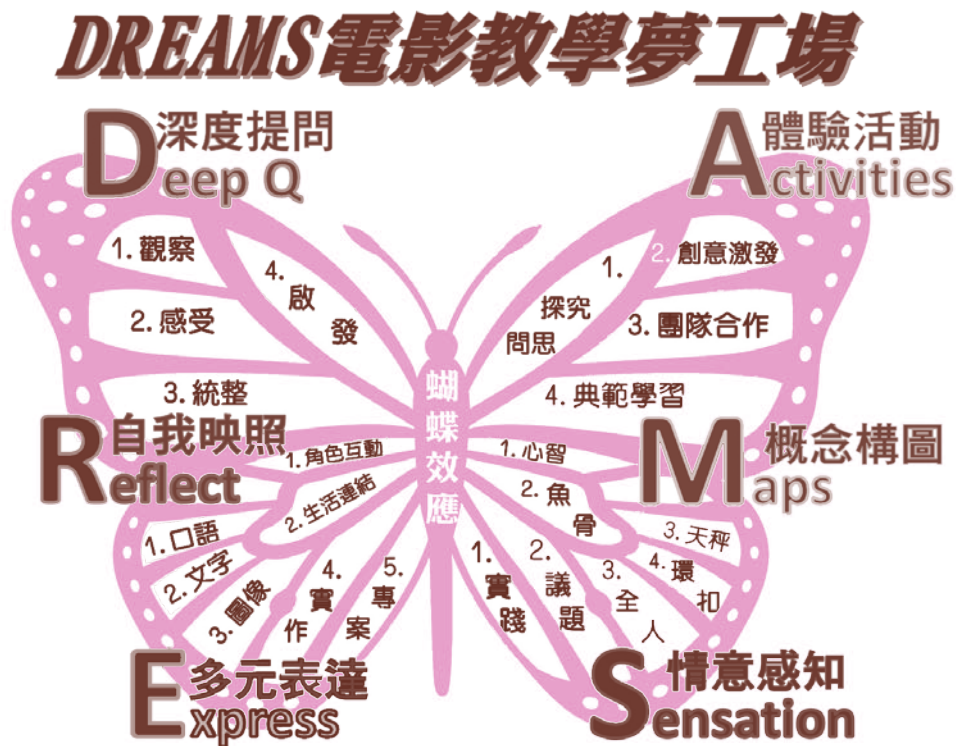 DREAMS電影教學夢工場
深度提問
Deep Q
1. 觀察
2. 感受
3. 統整
4. 啟發
體驗活動
Activities
1. 探究問思
2. 創意激發
3. 團隊合作
4. 典範學習
蝴蝶效應
自我映照
Reflect
1. 角色互動
2. 生活連結
概念構圖
Maps
1. 心智
2. 魚骨
3. 天秤
4. 環扣
1. 口語
2. 文字
3. 圖像
4. 實作
5. 專案
多元表達
Express
1. 實踐
2. 議題
3. 全人
情意感知
Sensation